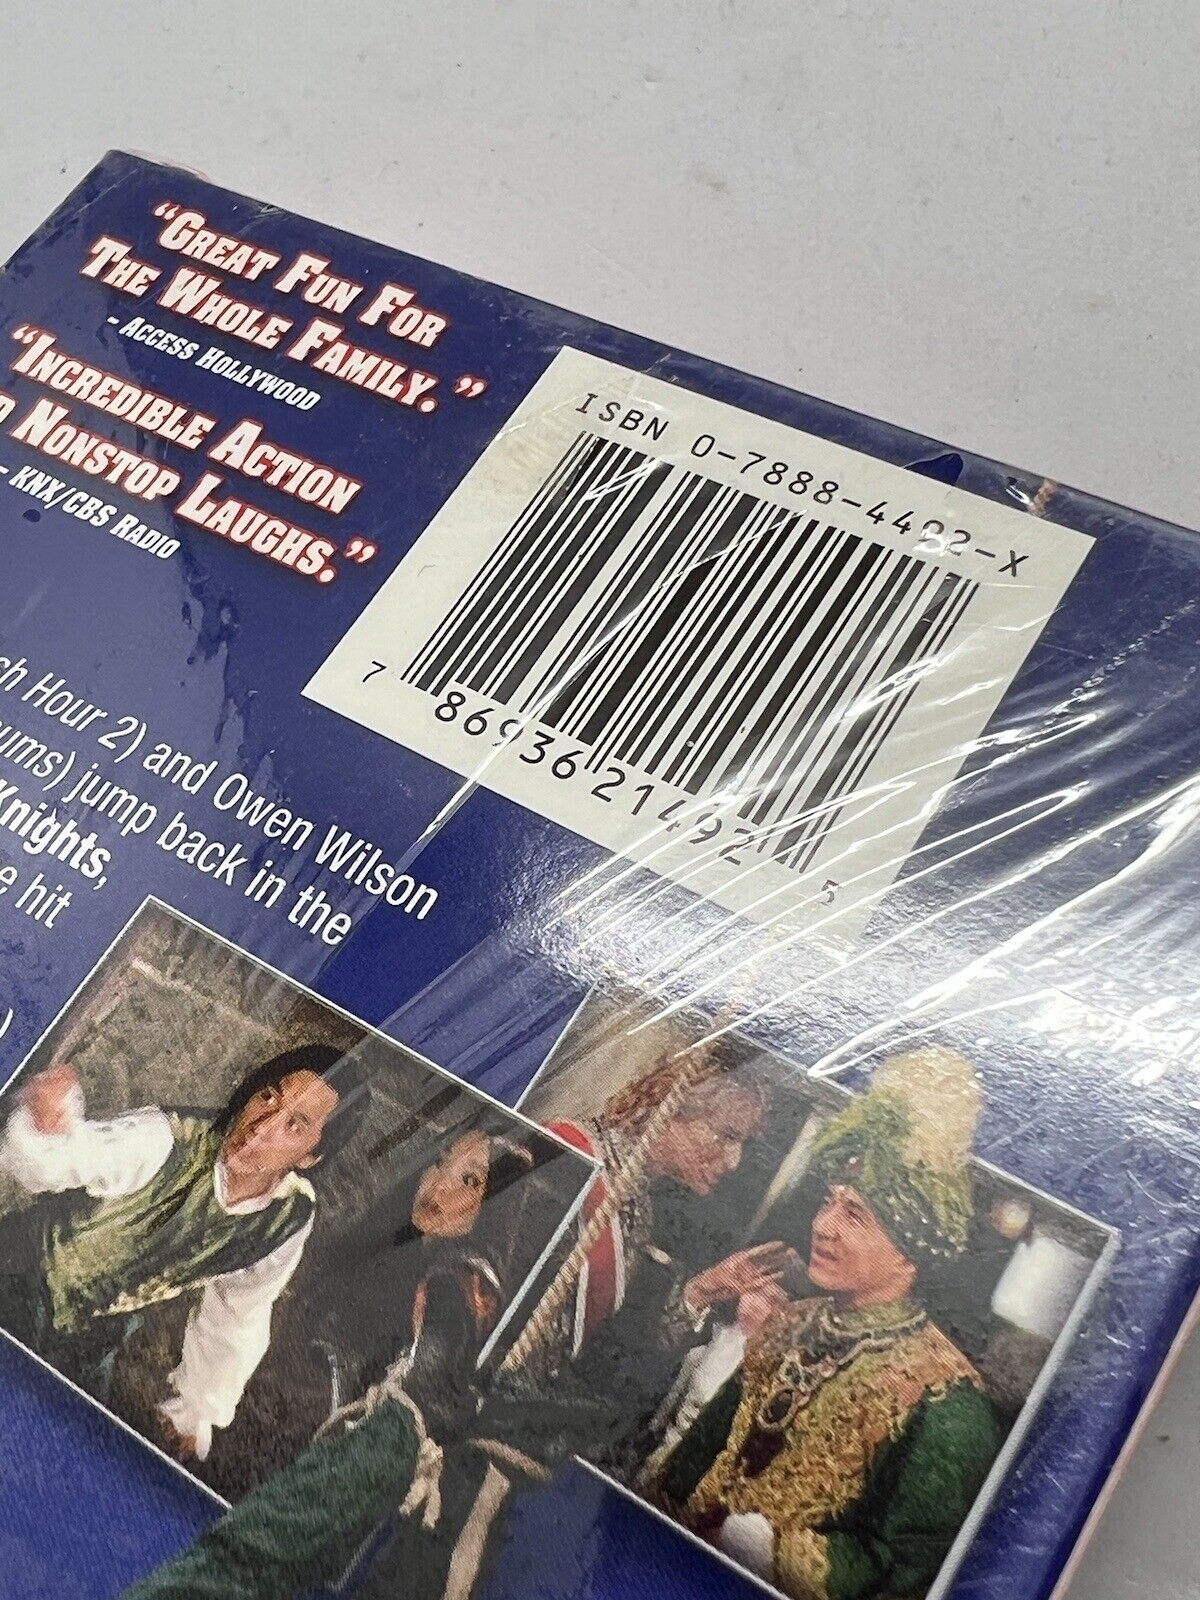 “GREAT FUN FOR
THE WHOLE FAMILY.”
- ACCESS HOLLYWOOD
“INCREDIBLE ACTION
NONSTOP LAUGHS.”
- KNX/CBS RADIO
ISBN 0-7888-4492-X
7 86936 21492 5
Hour 2) and Owen Wilson
jump back in the
Knights,
hit